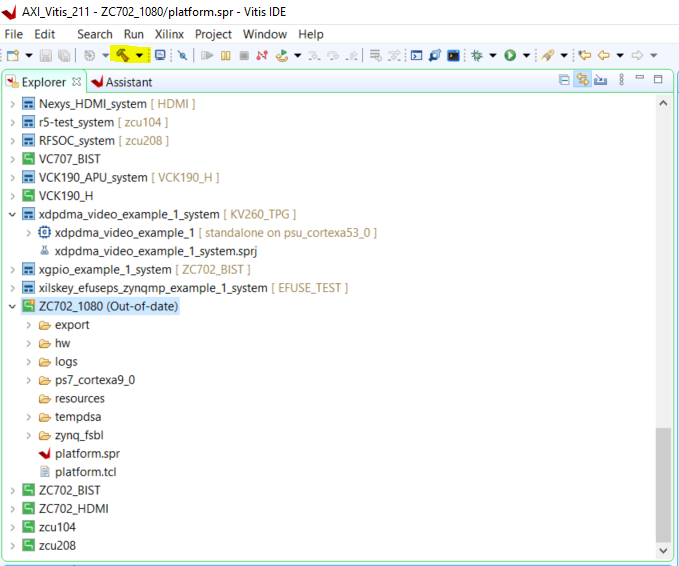 AXI_Vitis_211 - ZC702_1080/platform.spr - Vitis IDE
File Edit Search Run Xilinx Project Window Help
Explorer Assistant
Nexys_HDMI_system [ HDMI ]
r5-test_system [ zcu104 ]
RFSOC_system [ zcu208 ]
VC707_BIST
VCK190_APU_system [ VCK190_H ]
VCK190_H
xdpdma_video_example_1_system [ KV260_TPG ]
xdpdma_video_example_1 [ standalone on psu_cortexa53_0 ]
xdpdma_video_example_1_system.sprj
xgpio_example_1_system [ ZC702_BIST ]
xilskey_efuseps_zynqmp_example_1_system [ EFUSE_TEST ]
ZC702_1080 (Out-of-date)
export
hw
logs
ps7_cortexa9_0
resources
tempdsa
zynq_fsbl
platform.spr
platform.tcl
ZC702_BIST
ZC702_HDMI
zcu104
zcu208